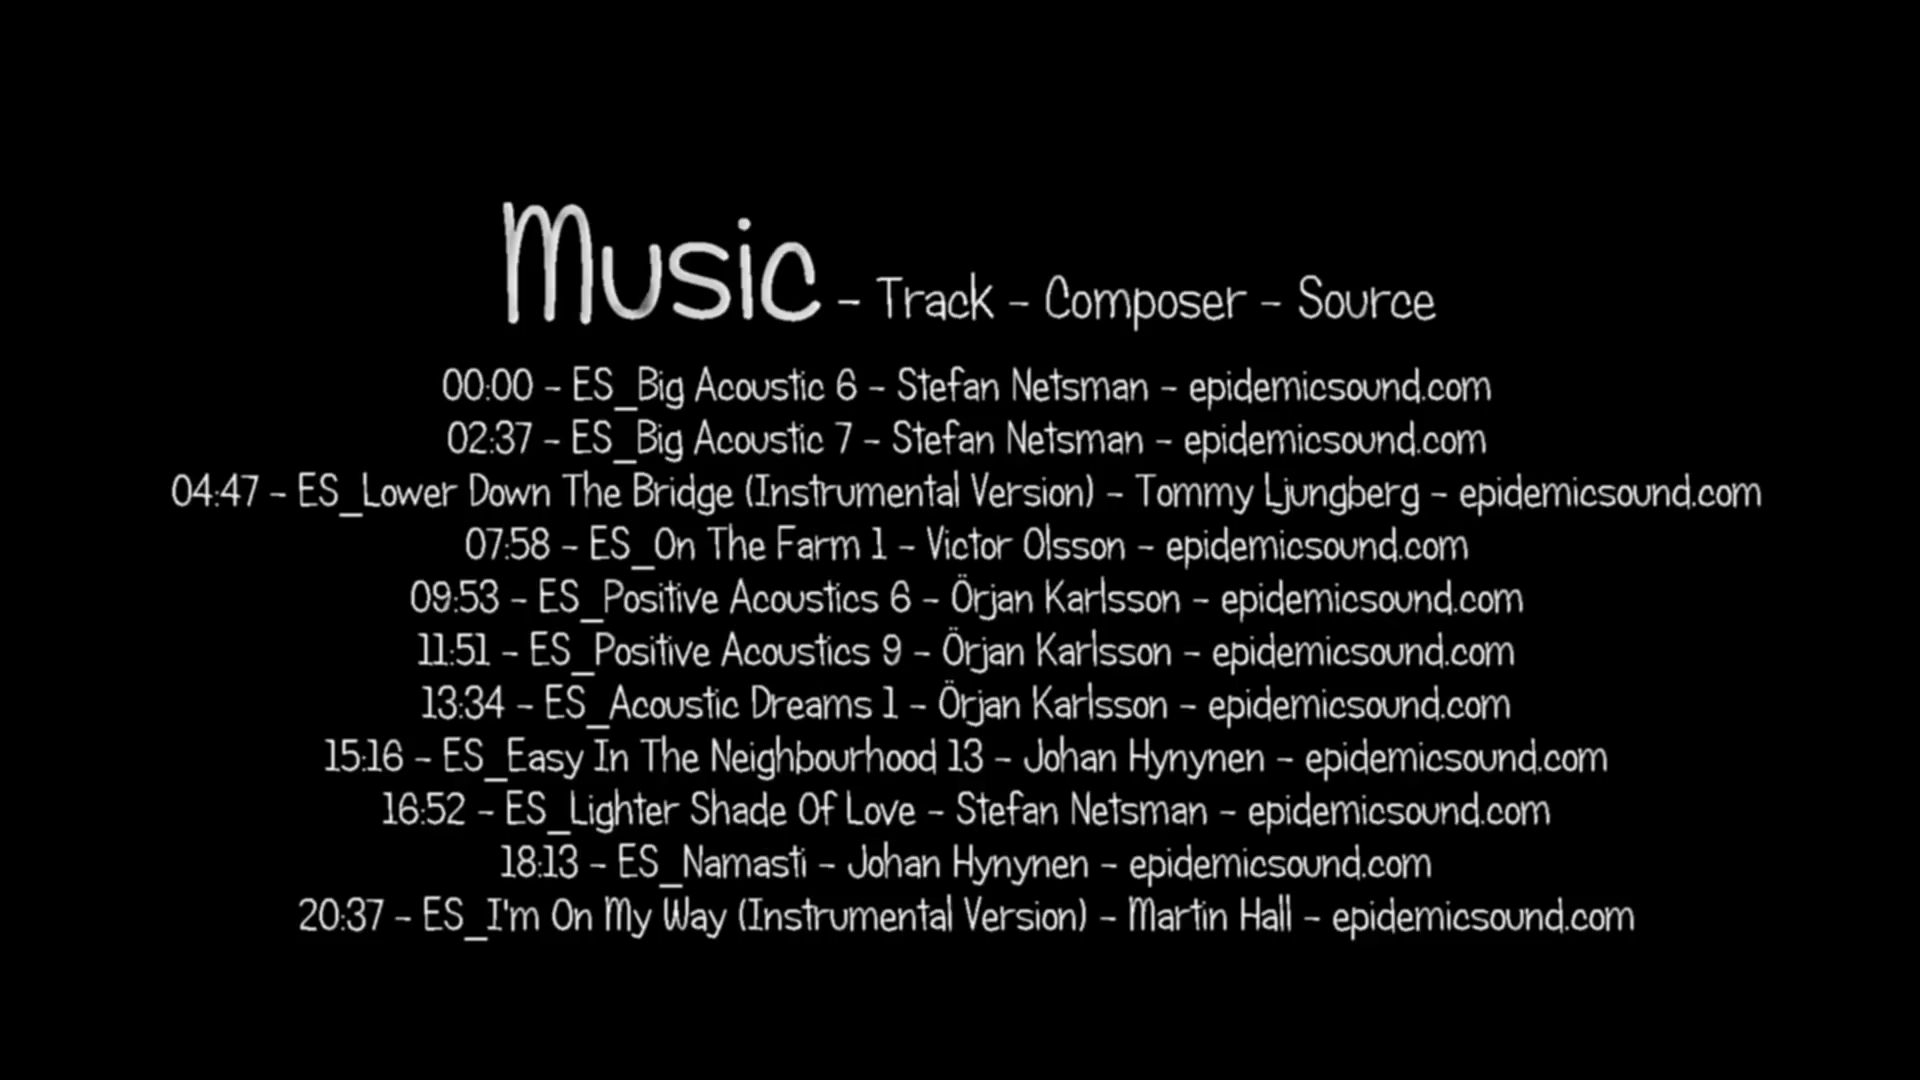 Music - Track - Composer - Source
00:00 - ES_Big Acoustic 6 - Stefan Netsman - epidemicsound.com
02:37 - ES_Big Acoustic 7 - Stefan Netsman - epidemicsound.com
04:47 - ES_Lower Down The Bridge (Instrumental Version) - Tommy Ljungberg - epidemicsound.com
07:58 - ES_On The Farm 1 - Victor Olsson - epidemicsound.com
09:53 - ES_Positive Acoustics 6 - Örjan Karlsson - epidemicsound.com
11:51 - ES_Positive Acoustics 9 - Örjan Karlsson - epidemicsound.com
13:34 - ES_Acoustic Dreams 1 - Örjan Karlsson - epidemicsound.com
15:16 - ES_Easy In The Neighbourhood 13 - Johan Hynynen - epidemicsound.com
16:52 - ES_Lighter Shade Of Love - Stefan Netsman - epidemicsound.com
18:13 - ES_Namasti - Johan Hynynen - epidemicsound.com
20:37 - ES_I'm On My Way (Instrumental Version) - Martin Hall - epidemicsound.com